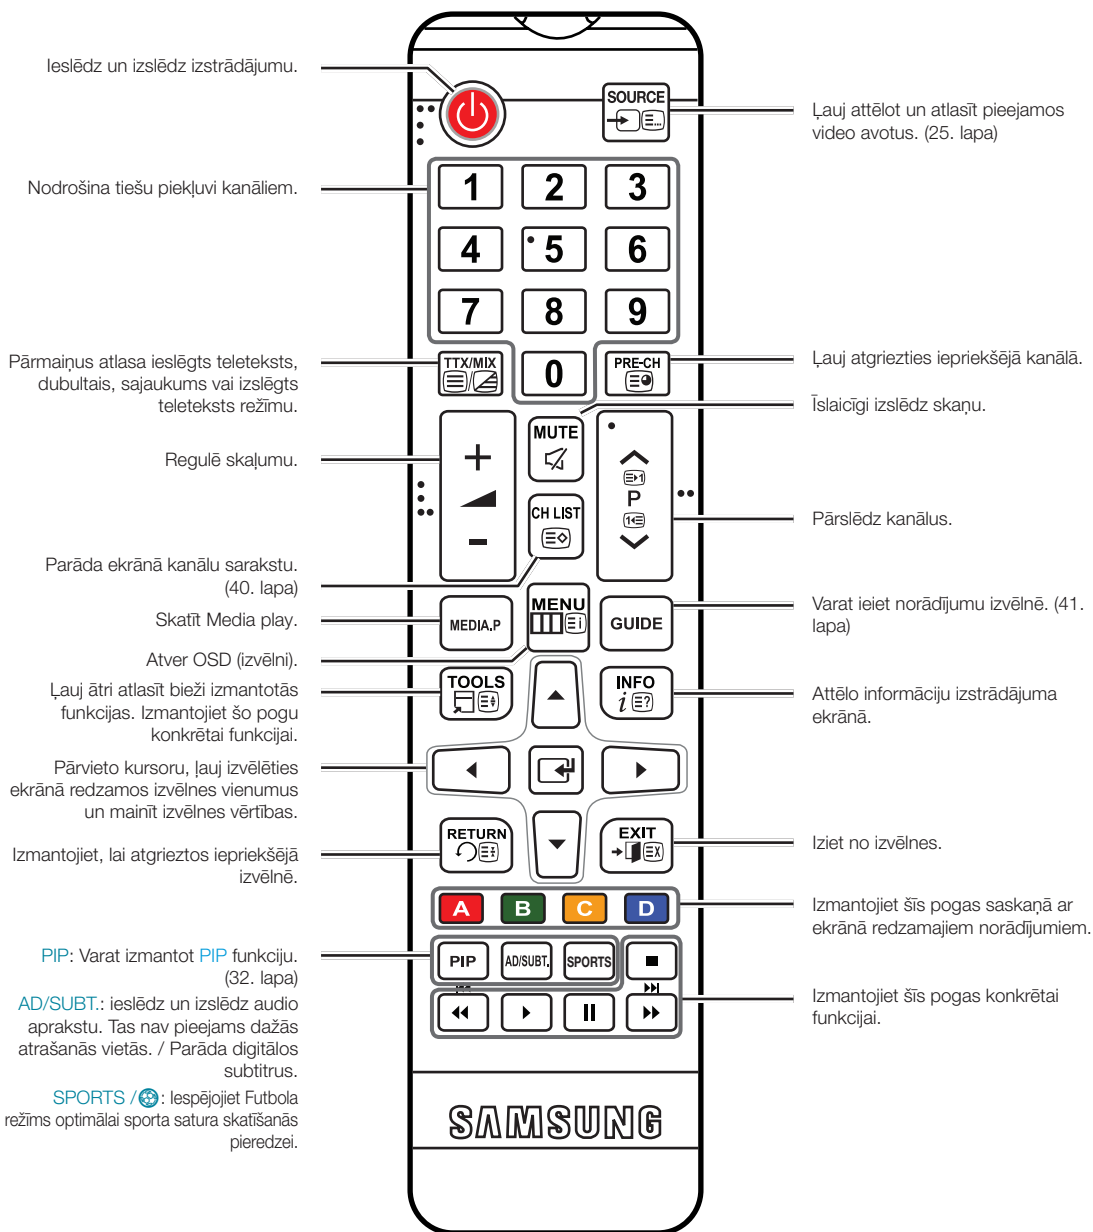 Ieslēdz un izslēdz izstrādājumu.
SOURCE
Ļauj attēlot un atlasīt pieejamos
video avotus. (25. lapa)
Nodrošina tiešu piekļuvi kanāliem.
1 2 3
4 5 6
7 8 9
0
Pārmaiņus atlasa ieslēgts teleteksts,
dubultais, sajaukums vai izslēgts
teleteksts režīmu.
TTX/MIX
PRE-CH
Ļauj atgriezties iepriekšējā kanālā.
MUTE
Īslaicīgi izslēdz skaņu.
Regulē skaļumu.
+
-
1
P
1
Pārslēdz kanālus.
CH LIST
Parāda ekrānā kanālu sarakstu.
(40. lapa)
Skatīt Media play.
MEDIA.P
MENU
i
GUIDE
Varat ieiet norādījumu izvēlnē. (41.
lapa)
Atver OSD (izvēlni).
TOOLS
Ļauj ātri atlasīt bieži izmantotās
funkcijas. Izmantojiet šo pogu
konkrētai funkcijai.
INFO
i ?
Attēlo informāciju izstrādājuma
ekrānā.
Pārvieto kursoru, ļauj izvēlēties
ekrānā redzamos izvēlnes vienumus
un mainīt izvēlnes vērtības.
RETURN
Izmantojiet, lai atgrieztos iepriekšējā
izvēlnē.
EXIT
X
Iziet no izvēlnes.
A B C D
Izmantojiet šīs pogas saskaņā ar
ekrānā redzamajiem norādījumiem.
PIP AD/SUBT. SPORTS
PIP: Varat izmantot PIP funkciju.
(32. lapa)
AD/SUBT.: ieslēdz un izslēdz audio
aprakstu. Tas nav pieejams dažās
atrašanās vietās. / Parāda digitālos
subtitrus.
SPORTS / : Iespējojiet Futbola
režīms optimālai sporta satura skatīšanās
pieredzei.
Izmantojiet šīs pogas konkrētai
funkcijai.
SAMSUNG